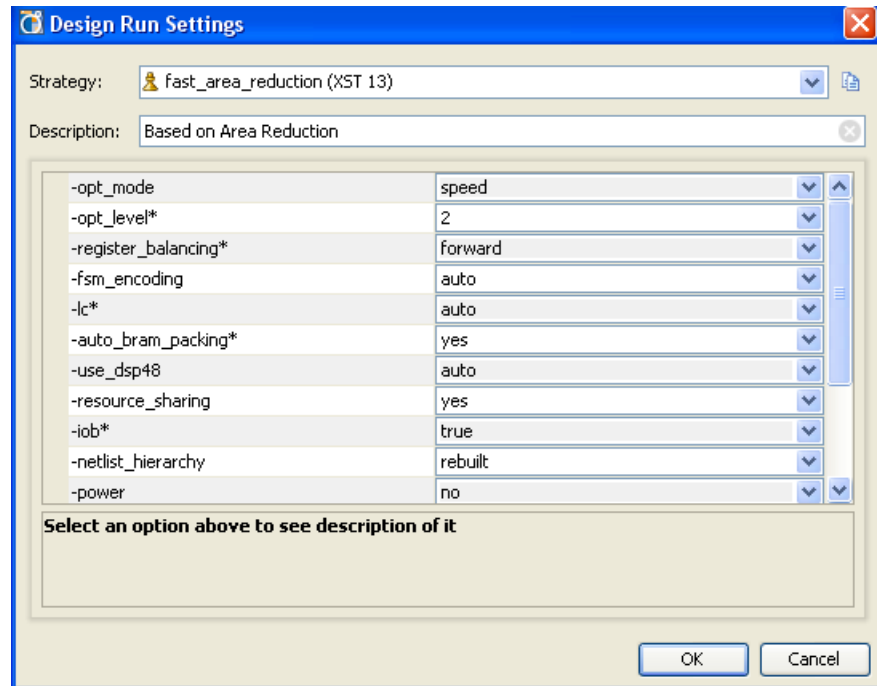 Design Run Settings
Strategy: fast_area_reduction (XST 13)
Description: Based on Area Reduction
-opt_mode speed
-opt_level* 2
-register_balancing* forward
-fsm_encoding auto
-lc* auto
-auto_bram_packing* yes
-use_dsp48 auto
-resource_sharing yes
-iob* true
-netlist_hierarchy rebuilt
-power no
Select an option above to see description of it
OK Cancel